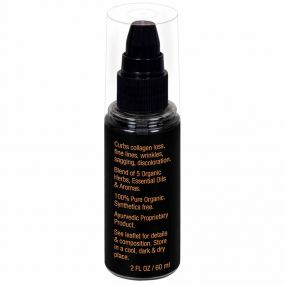 Curbs collagen loss,
fine lines, wrinkles,
sagging, discoloration.
Blend of 5 Organic
Herbs, Essential Oils
& Aromas.
100% Pure Organic.
Synthetics free.
Ayurvedic Proprietary
Product.
See leaflet for details
& composition. Store
in a cool, dark & dry
place.
2 FL OZ / 60 ml